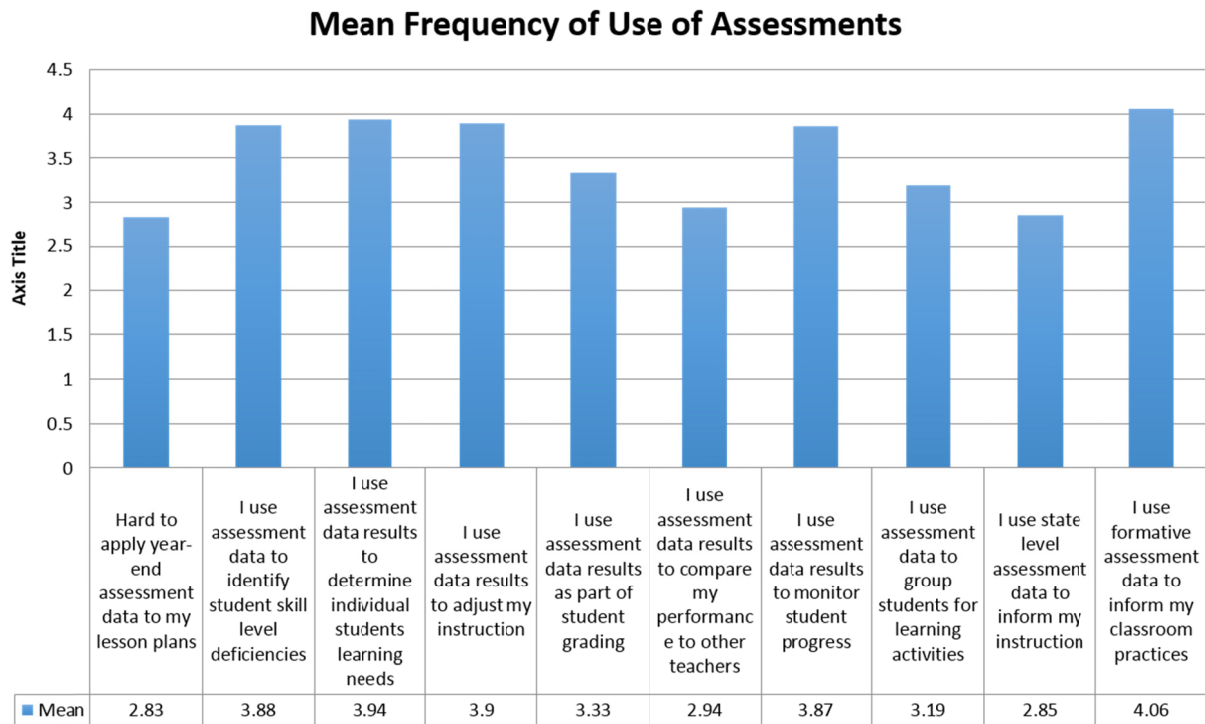 Mean Frequency of Use of Assessments
4.5
4
3.5
3
2.5
2
1.5
1
0.5
0
Axis Title
Hard to
apply year-
end
assessment
data to my
lesson plans
I use
assessment
data to
identify
student skill
level
deficiencies
I use
assessment
data results
to
determine
individual
students
learning
needs
I use
assessment
data results
to adjust my
instruction
I use
assessment
data results
as part of
student
grading
I use
assessment
data results
to compare
my
performanc
e to other
teachers
I use
assessment
data results
to monitor
student
progress
I use
assessment
data to
group
students for
learning
activities
I use state
level
assessment
data to
inform my
instruction
I use
formative
assessment
data to
inform my
classroom
practices
Mean 2.83 3.88 3.94 3.9 3.33 2.94 3.87 3.19 2.85 4.06